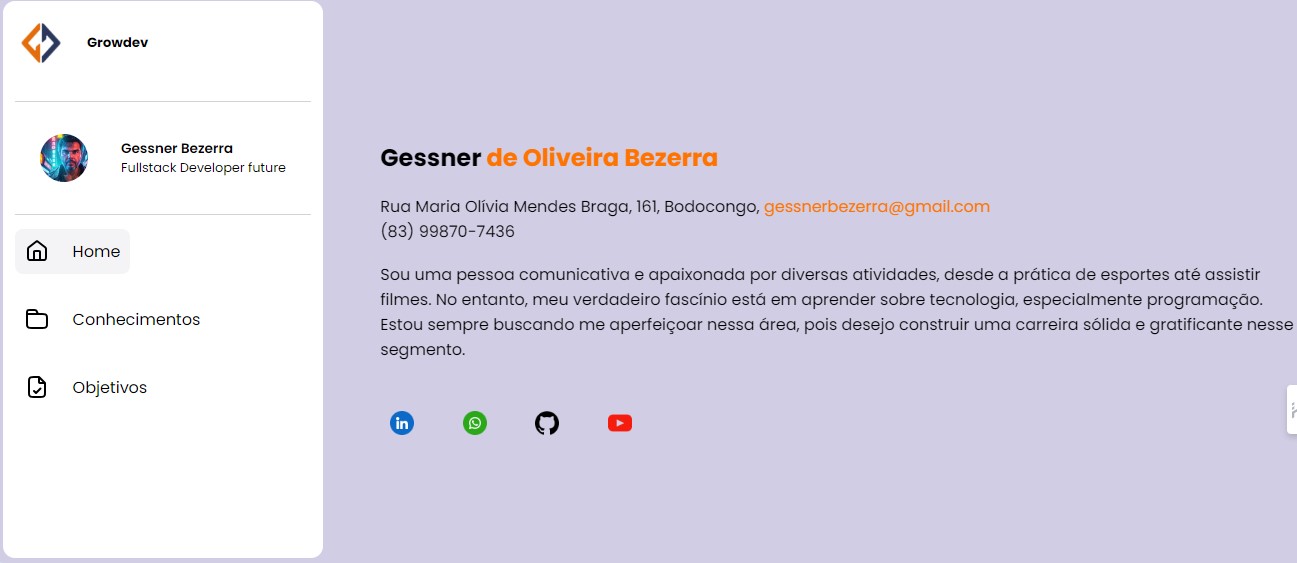 Growdev
Gessner Bezerra
Fullstack Developer future
Home
Conhecimentos
Objetivos
Gessner de Oliveira Bezerra
Rua Maria Olívia Mendes Braga, 161, Bodocongo, gessnerbezerra@gmail.com
(83) 99870-7436
Sou uma pessoa comunicativa e apaixonada por diversas atividades, desde a prática de esportes até assistir
filmes. No entanto, meu verdadeiro fascínio está em aprender sobre tecnologia, especialmente programação.
Estou sempre buscando me aperfeiçoar nessa área, pois desejo construir uma carreira sólida e gratificante nesse
segmento.
in